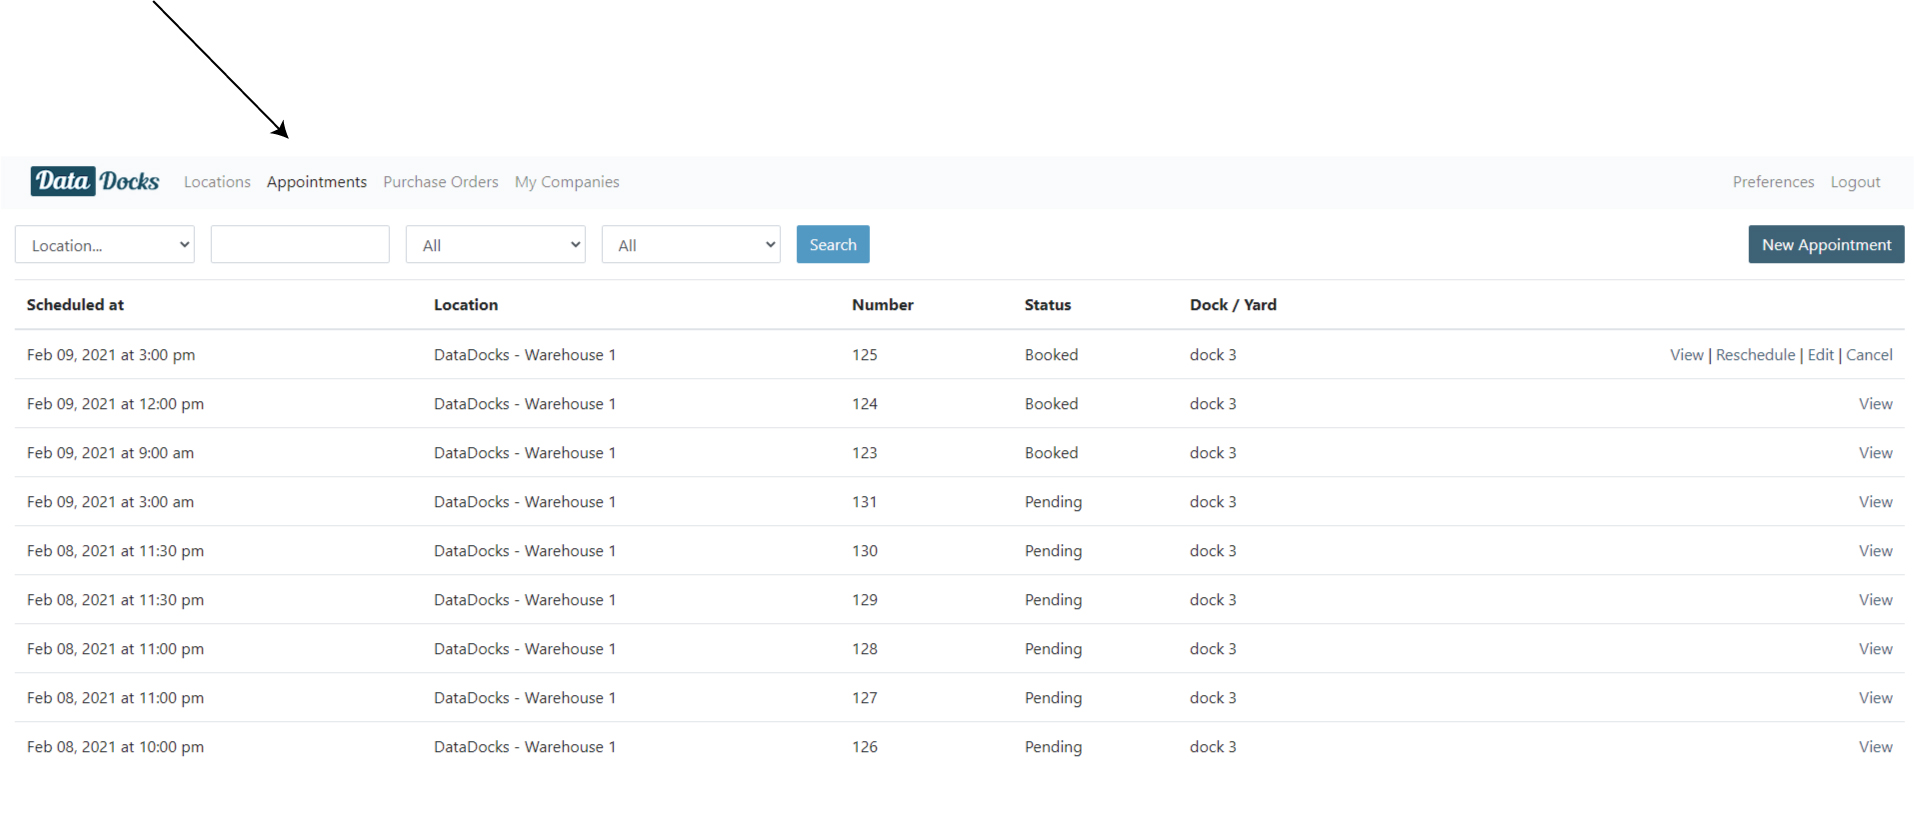 Data Docks Locations Appointments Purchase Orders My Companies Preferences Logout
Location... All All Search New Appointment
Scheduled at Location Number Status Dock / Yard
Feb 09, 2021 at 3:00 pm DataDocks - Warehouse 1 125 Booked dock 3 View | Reschedule | Edit | Cancel
Feb 09, 2021 at 12:00 pm DataDocks - Warehouse 1 124 Booked dock 3 View
Feb 09, 2021 at 9:00 am DataDocks - Warehouse 1 123 Booked dock 3 View
Feb 09, 2021 at 3:00 am DataDocks - Warehouse 1 131 Pending dock 3 View
Feb 08, 2021 at 11:30 pm DataDocks - Warehouse 1 130 Pending dock 3 View
Feb 08, 2021 at 11:30 pm DataDocks - Warehouse 1 129 Pending dock 3 View
Feb 08, 2021 at 11:00 pm DataDocks - Warehouse 1 128 Pending dock 3 View
Feb 08, 2021 at 11:00 pm DataDocks - Warehouse 1 127 Pending dock 3 View
Feb 08, 2021 at 10:00 pm DataDocks - Warehouse 1 126 Pending dock 3 View